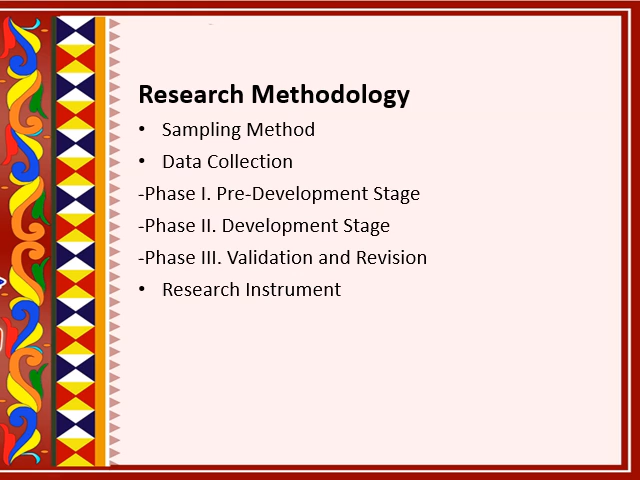 Research Methodology
• Sampling Method
• Data Collection
-Phase I. Pre-Development Stage
-Phase II. Development Stage
-Phase III. Validation and Revision
• Research Instrument